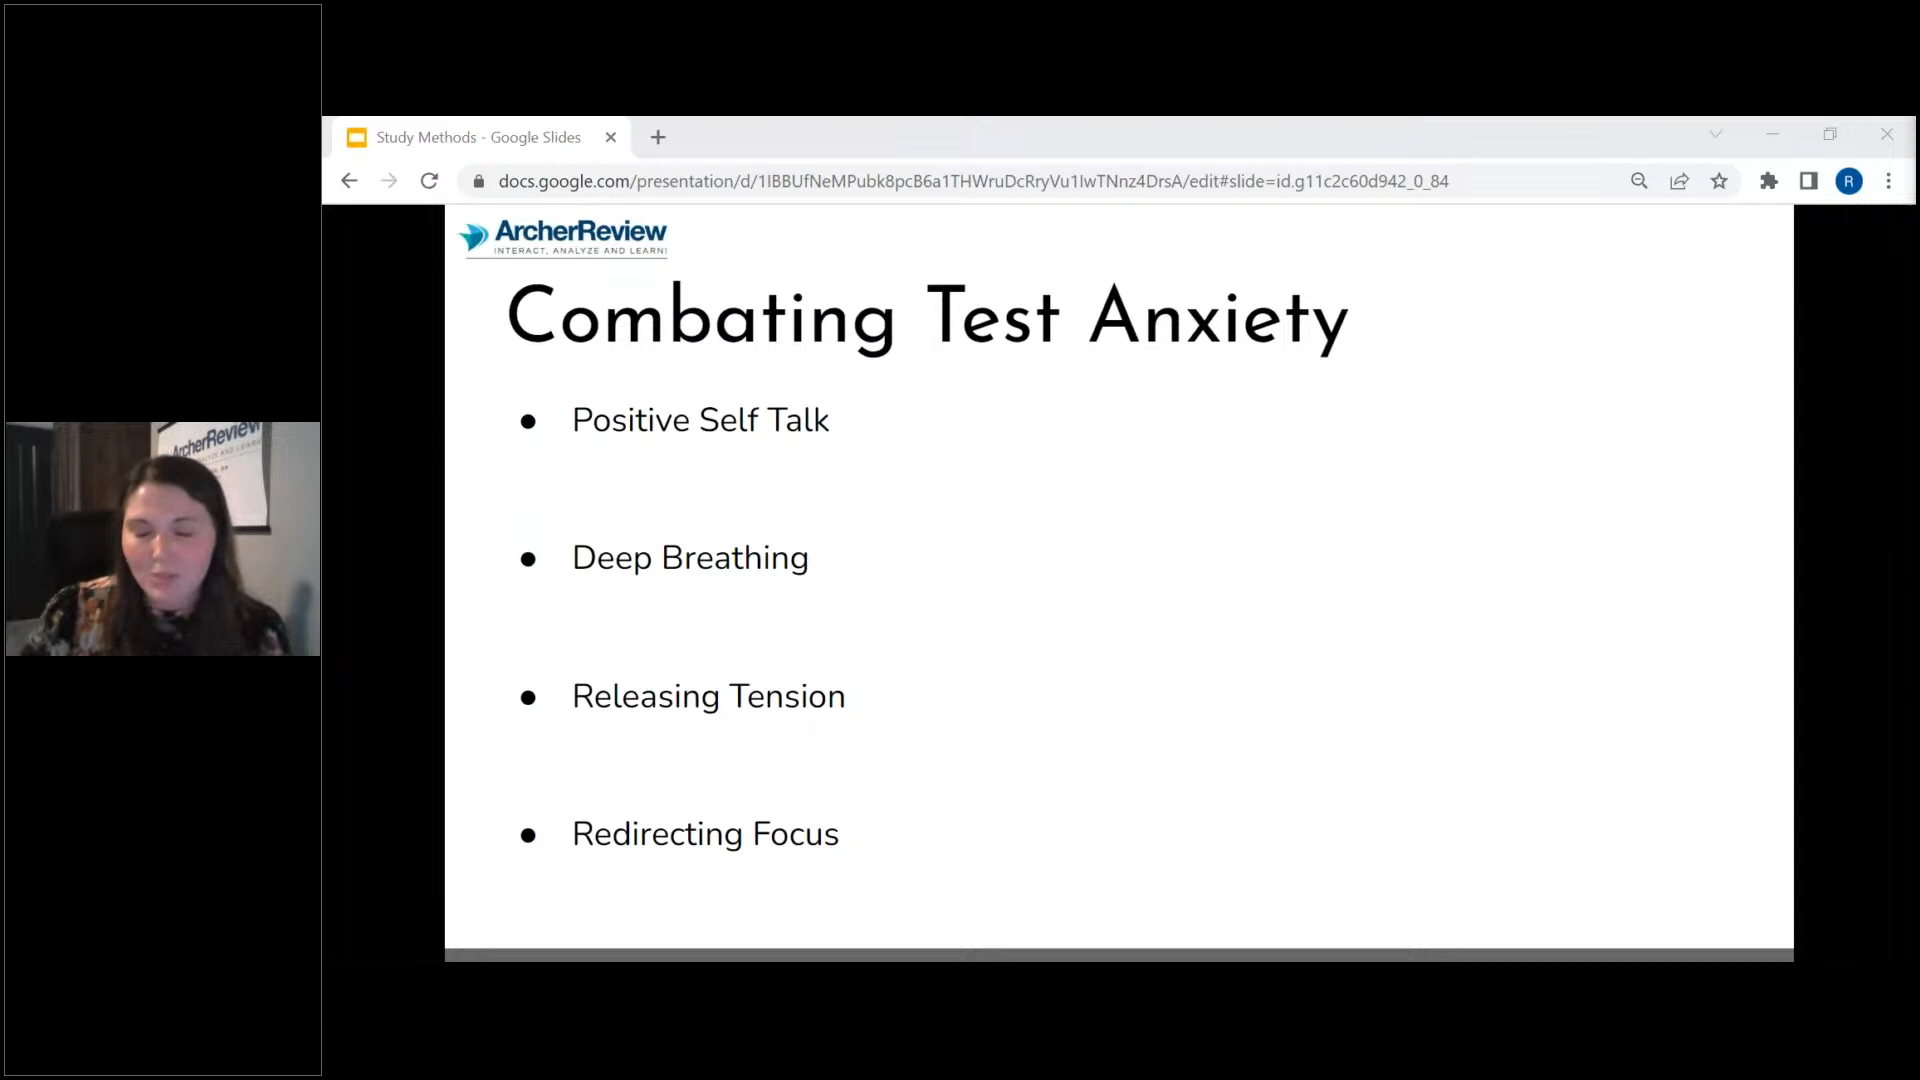 Study Methods - Google Slides
docs.google.com/presentation/d/1IBBUfNeMPubk8pcB6a1THWruDcRryVu1IwTNnz4DrsA/edit#slide=id.g11c2c60d942_0_84
R
ArcherReview
INTERACT, ANALYZE AND LEARN!
Combating Test Anxiety
● Positive Self Talk
● Deep Breathing
● Releasing Tension
● Redirecting Focus
ArcherReview